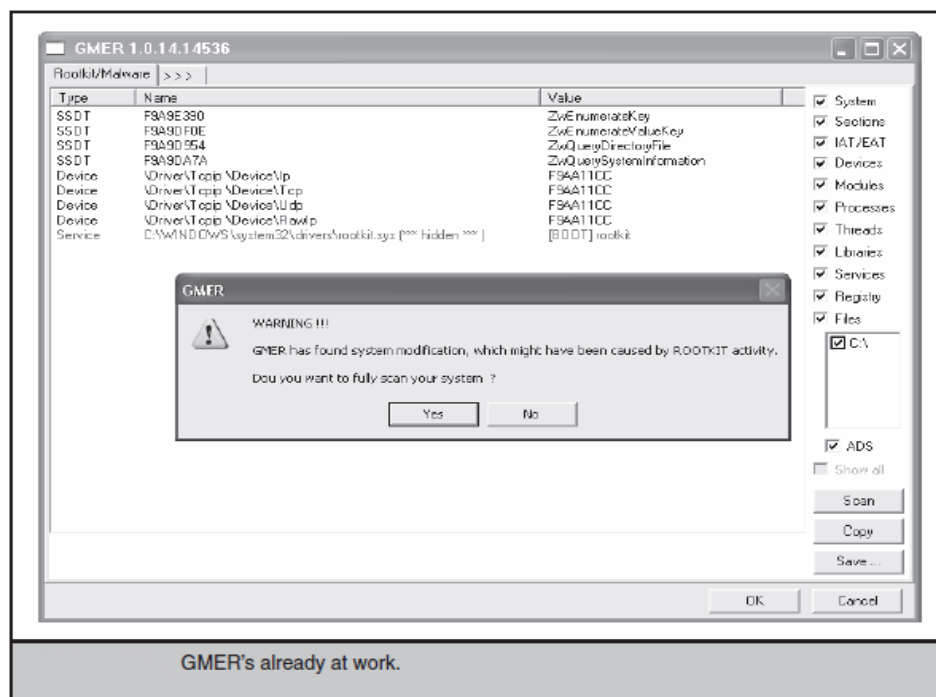 GMER 1.0.14.14536
Rootkit/Malware > > >
Type Name Value
SSDT F9A9E390 ZwEnumerateKey
SSDT F9A9DF0E ZwEnumerateValueKey
SSDT F9A9D954 ZwQueryDirectoryFile
SSDT F9A9DA7A ZwQuerySystemInformation
Device \Driver\Tcpip \Device\Ip F9AA11CC
Device \Driver\Tcpip \Device\Tcp F9AA11CC
Device \Driver\Tcpip \Device\Udp F9AA11CC
Device \Driver\Tcpip \Device\RawIp F9AA11CC
Service C:\WINDOWS\system32\drivers\rootkit.sys (*** hidden *** ) [BOOT] rootkit
System
Sections
IAT/EAT
Devices
Modules
Processes
Threads
Libraries
Services
Registry
Files
C:\
ADS
Show all
Scan
Copy
Save ...
GMER
WARNING !!!
GMER has found system modification, which might have been caused by ROOTKIT activity.
Dou you want to fully scan your system ?
Yes No
OK Cancel
GMER's already at work.